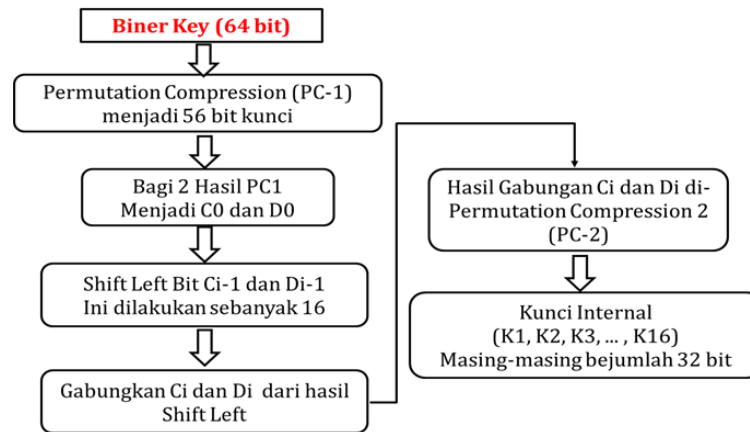 Biner Key (64 bit)
Permutation Compression (PC-1)
menjadi 56 bit kunci
Bagi 2 Hasil PC1
Menjadi C0 dan D0
Shift Left Bit Ci-1 dan Di-1
Ini dilakukan sebanyak 16
Gabungkan Ci dan Di dari hasil
Shift Left
Hasil Gabungan Ci dan Di di-
Permutation Compression 2
(PC-2)
Kunci Internal
(K1, K2, K3, ... , K16)
Masing-masing bejumlah 32 bit